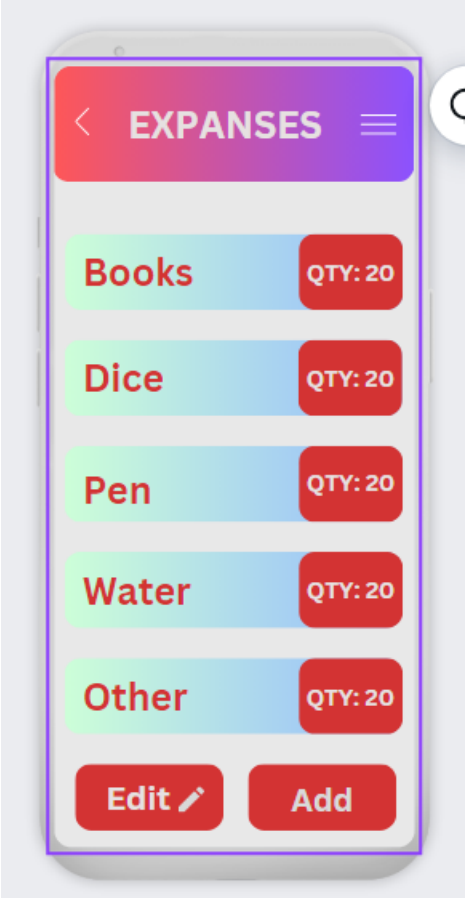 EXPANSES
Books QTY: 20
Dice QTY: 20
Pen QTY: 20
Water QTY: 20
Other QTY: 20
Edit Add